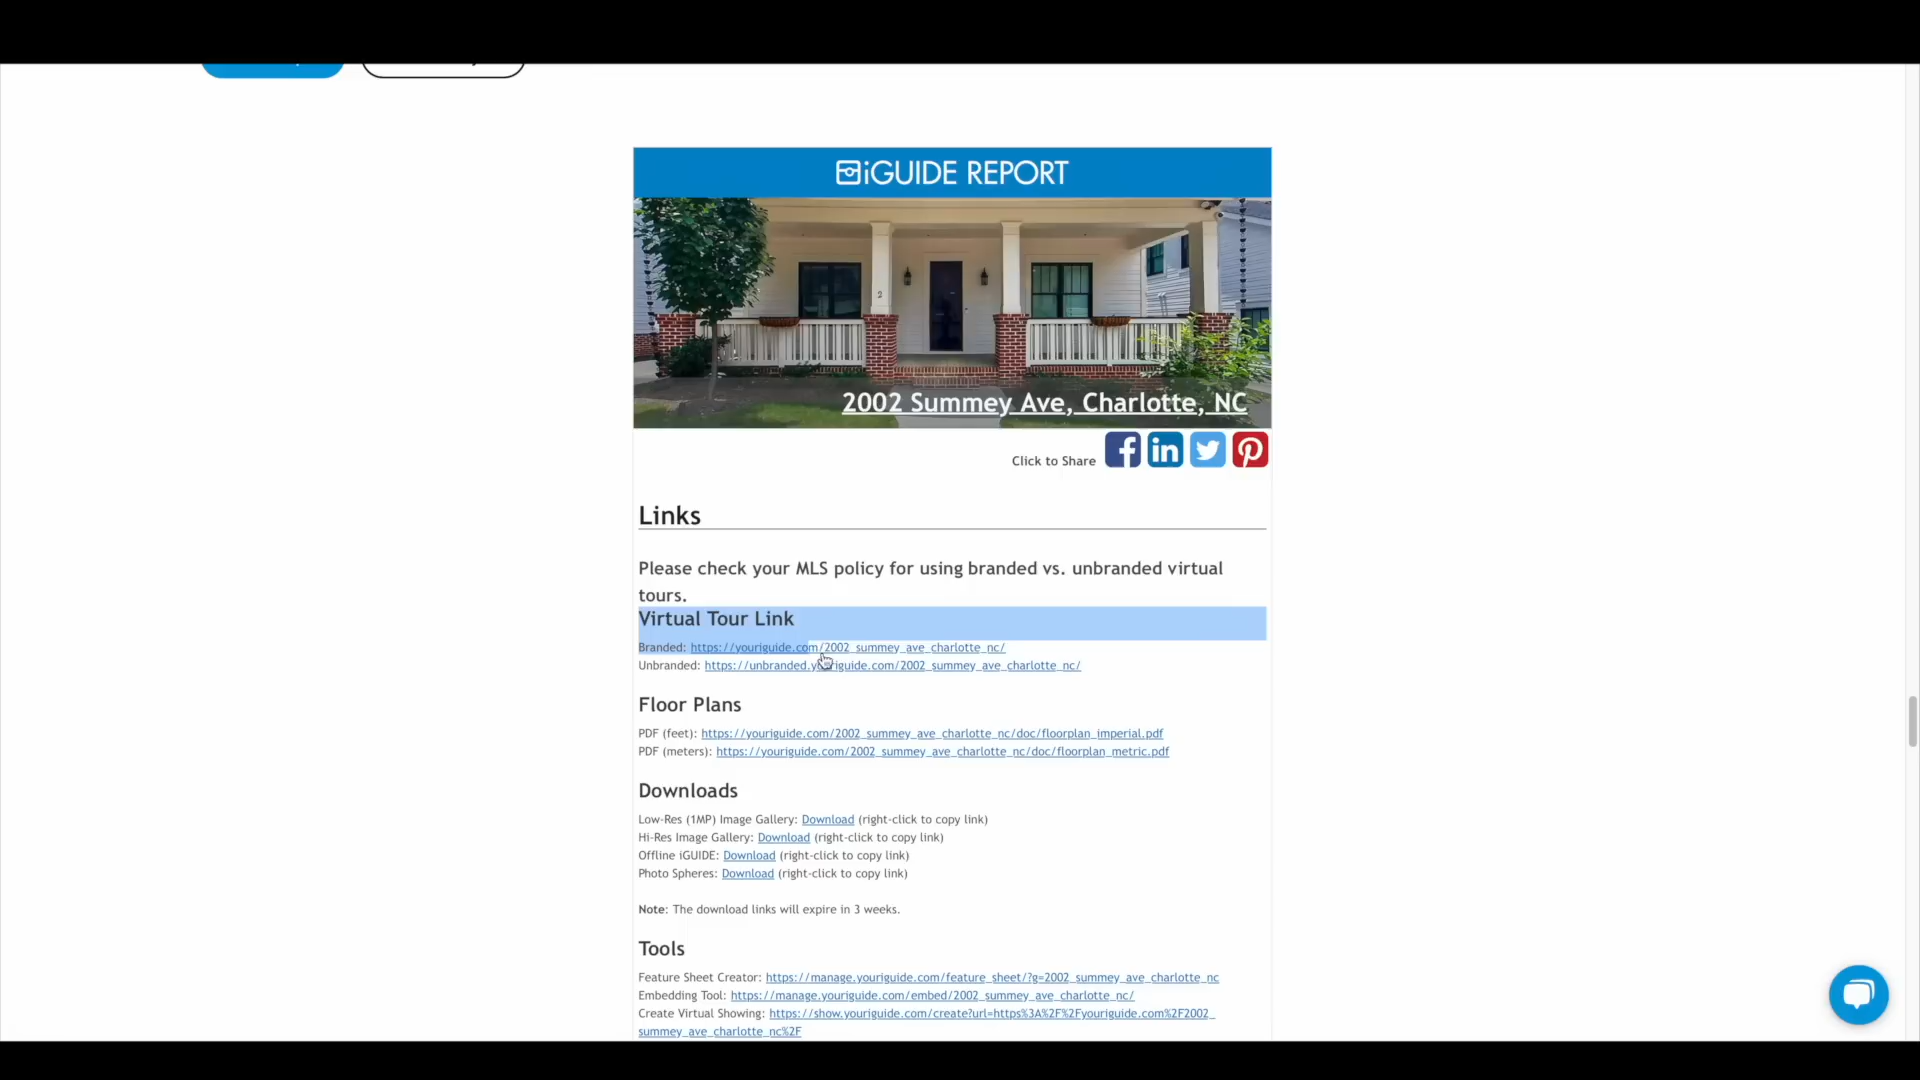 iGUIDE REPORT
2
2002 Summey Ave, Charlotte, NC
Click to Share
Links
Please check your MLS policy for using branded vs. unbranded virtual
tours.
Virtual Tour Link
Branded: https://youriguide.com/2002_summey_ave_charlotte_nc/
Unbranded: https://unbranded.youriguide.com/2002_summey_ave_charlotte_nc/
Floor Plans
PDF (feet): https://youriguide.com/2002_summey_ave_charlotte_nc/doc/floorplan_imperial.pdf
PDF (meters): https://youriguide.com/2002_summey_ave_charlotte_nc/doc/floorplan_metric.pdf
Downloads
Low-Res (1MP) Image Gallery: Download (right-click to copy link)
Hi-Res Image Gallery: Download (right-click to copy link)
Offline iGUIDE: Download (right-click to copy link)
Photo Spheres: Download (right-click to copy link)
Note: The download links will expire in 3 weeks.
Tools
Feature Sheet Creator: https://manage.youriguide.com/feature_sheet/?g=2002_summey_ave_charlotte_nc
Embedding Tool: https://manage.youriguide.com/embed/2002_summey_ave_charlotte_nc/
Create Virtual Showing: https://show.youriguide.com/create?url=https%3A%2F%2Fyouriguide.com%2F2002_
summey_ave_charlotte_nc%2F